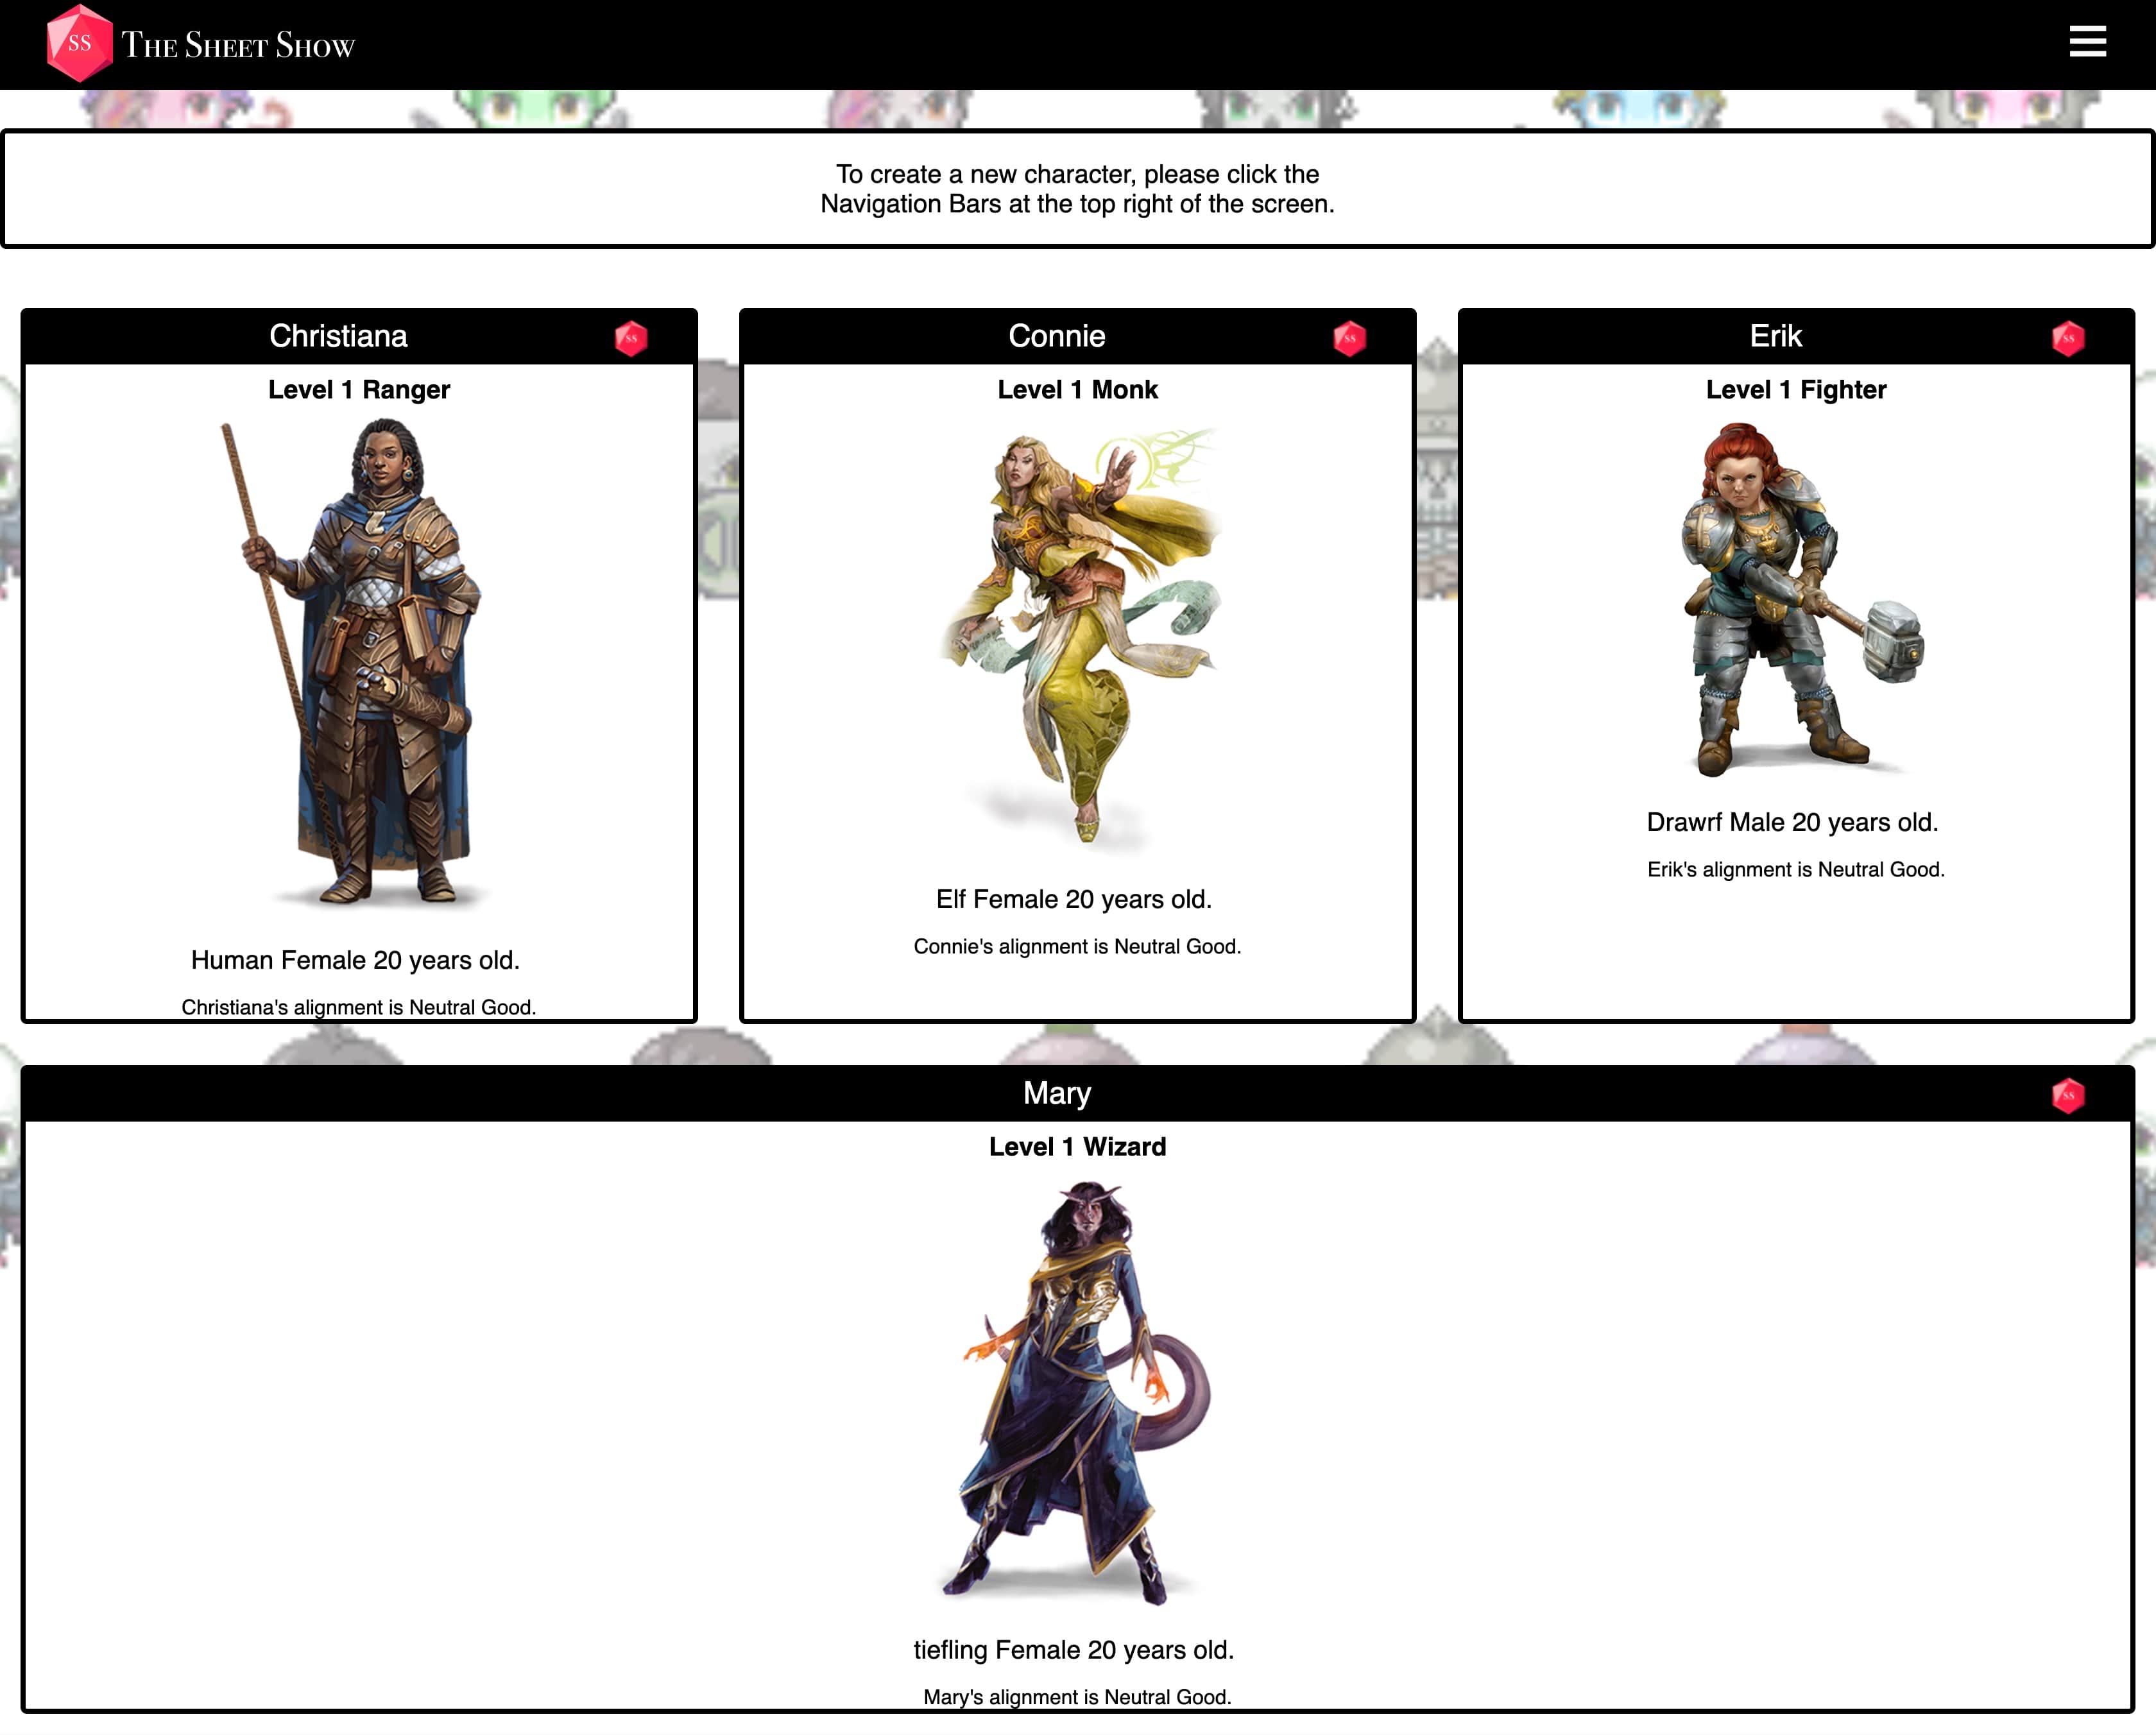 SS THE SHEET SHOW
To create a new character, please click the
Navigation Bars at the top right of the screen.
Christiana SS
Level 1 Ranger
Human Female 20 years old.
Christiana's alignment is Neutral Good.
Connie SS
Level 1 Monk
Elf Female 20 years old.
Connie's alignment is Neutral Good.
Erik SS
Level 1 Fighter
Drawrf Male 20 years old.
Erik's alignment is Neutral Good.
Mary SS
Level 1 Wizard
tiefling Female 20 years old.
Mary's alignment is Neutral Good.